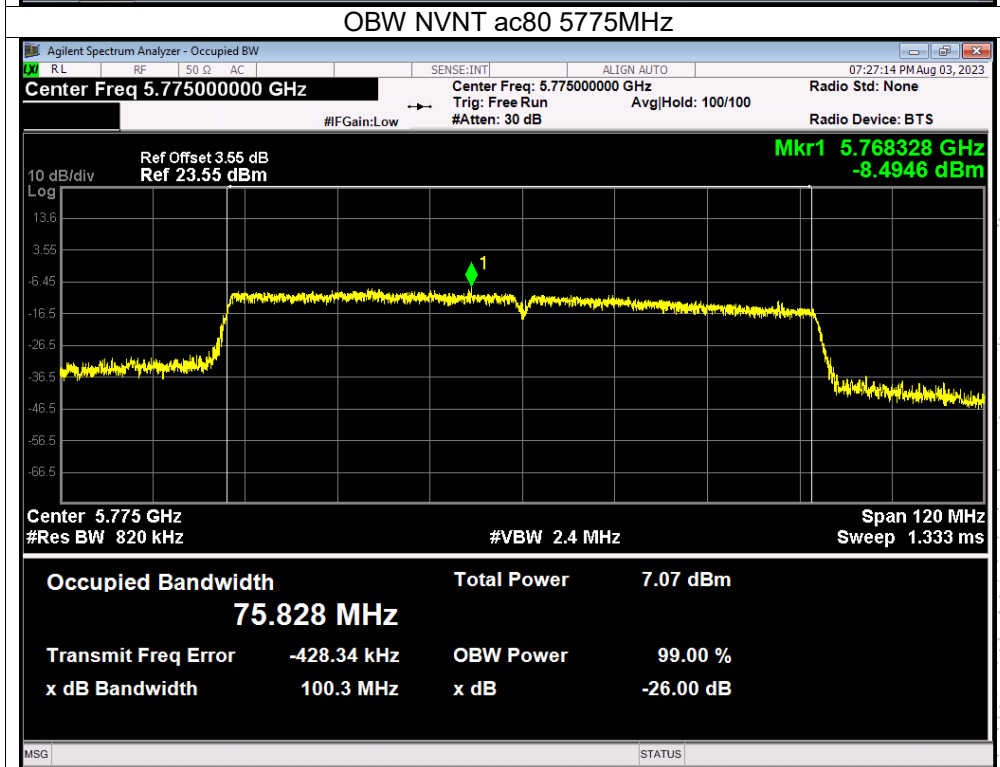 OBW NVNT ac80 5775MHz
Agilent Spectrum Analyzer - Occupied BW
LXI RL RF 50 Ω AC SENSE:INT ALIGN AUTO 07:27:14 PM Aug 03, 2023
Center Freq 5.775000000 GHz Center Freq: 5.775000000 GHz Radio Std: None
Trig: Free Run Avg|Hold: 100/100
#IFGain:Low #Atten: 30 dB Radio Device: BTS
Ref Offset 3.55 dB Mkr1 5.768328 GHz
10 dB/div Ref 23.55 dBm -8.4946 dBm
Log
13.6
3.55
-6.45
-16.5
-26.5
-36.5
-46.5
-56.5
-66.5
1
Center 5.775 GHz Span 120 MHz
#Res BW 820 kHz #VBW 2.4 MHz Sweep 1.333 ms
Occupied Bandwidth Total Power 7.07 dBm
75.828 MHz
Transmit Freq Error -428.34 kHz OBW Power 99.00 %
x dB Bandwidth 100.3 MHz x dB -26.00 dB
MSG STATUS